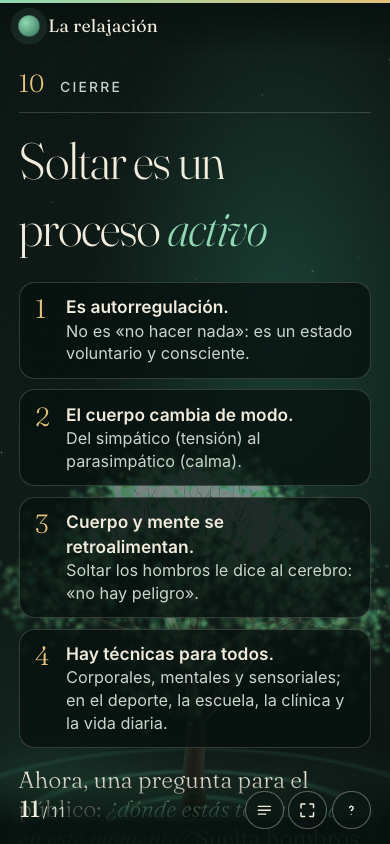 La relajación
10 CIERRE
Soltar es un
proceso activo
1 Es autorregulación.
No es «no hacer nada»: es un estado
voluntario y consciente.
2 El cuerpo cambia de modo.
Del simpático (tensión) al
parasimpático (calma).
3 Cuerpo y mente se
retroalimentan.
Soltar los hombros le dice al cerebro:
«no hay peligro».
4 Hay técnicas para todos.
Corporales, mentales y sensoriales;
en el deporte, la escuela, la clínica y
la vida diaria.
Ahora, una pregunta para el
11/11 ¿dónde estás
?